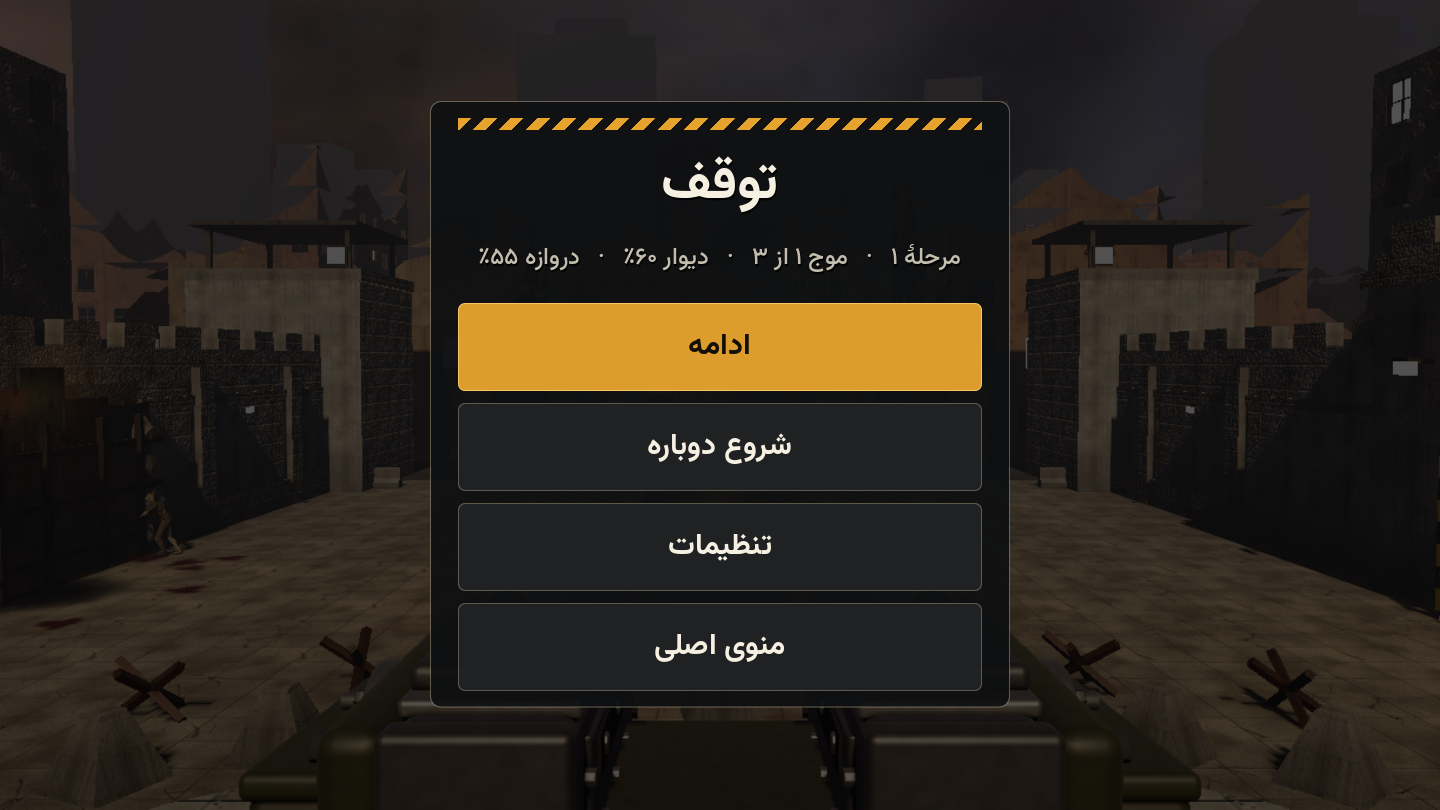 توقف
مرحلهٔ ۱ · موج ۱ از ۳ · دیوار ۶۰٪ · دروازه ۵۵٪
ادامه
شروع دوباره
تنظیمات
منوی اصلی